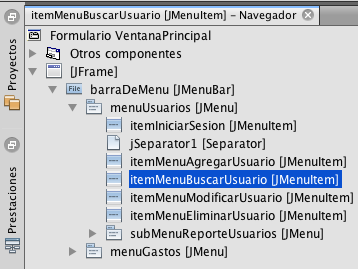 itemMenuBuscarUsuario [JMenuItem] - Navegador
Proyectos
Prestaciones
Formulario VentanaPrincipal
Otros componentes
[JFrame]
File barraDeMenu [JMenuBar]
menuUsuarios [JMenu]
itemIniciarSesion [JMenuItem]
jSeparator1 [Separator]
itemMenuAgregarUsuario [JMenuItem]
itemMenuBuscarUsuario [JMenuItem]
itemMenuModificarUsuario [JMenuItem]
itemMenuEliminarUsuario [JMenuItem]
subMenuReporteUsuarios [JMenu]
menuGastos [JMenu]